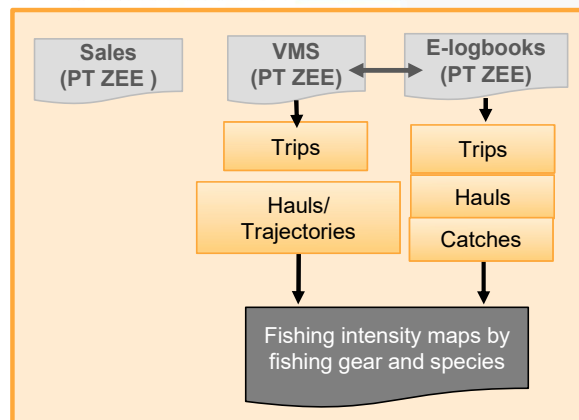 Sales
(PT ZEE )
VMS
(PT ZEE)
E-logbooks
(PT ZEE)
Trips
Hauls/
Trajectories
Trips
Hauls
Catches
Fishing intensity maps by
fishing gear and species